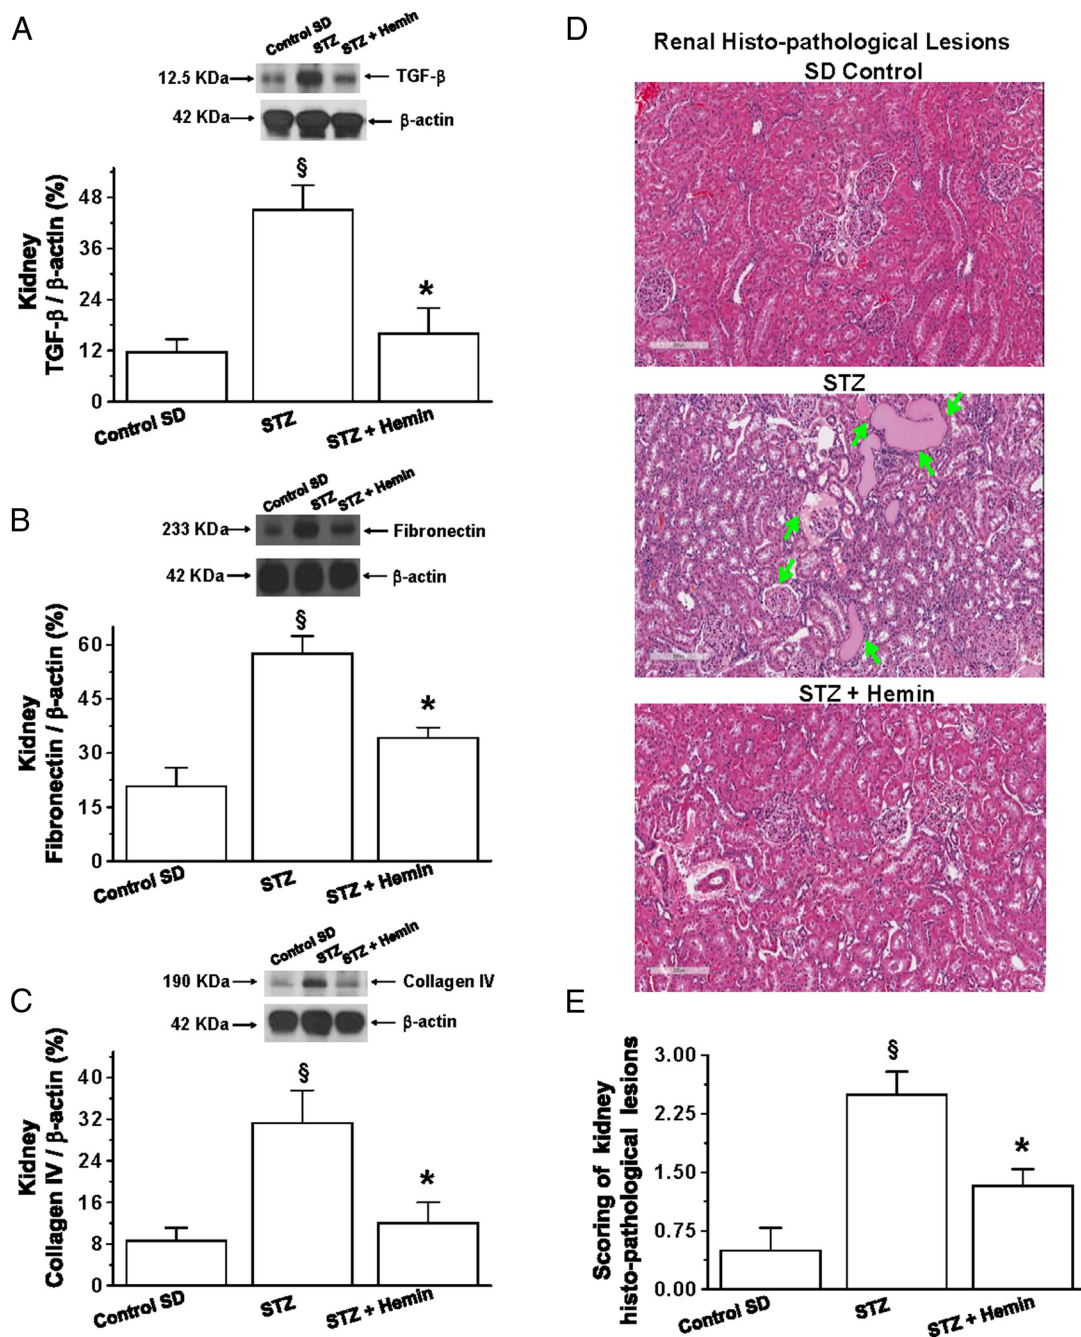 A
Control SD
STZ
STZ + Hemin
12.5 KDa
TGF-β
42 KDa
β-actin
Kidney
TGF-β / β-actin (%)
48
36
24
12
0
§
*
Control SD
STZ
STZ + Hemin
B
Control SD
STZ
STZ + Hemin
233 KDa
Fibronectin
42 KDa
β-actin
Kidney
Fibronectin / β-actin (%)
60
45
30
15
0
§
*
Control SD
STZ
STZ + Hemin
C
Control SD
STZ
STZ + Hemin
190 KDa
Collagen IV
42 KDa
β-actin
Kidney
Collagen IV / β-actin (%)
40
32
24
16
8
0
§
*
Control SD
STZ
STZ + Hemin
D
Renal Histo-pathological Lesions
SD Control
STZ
STZ + Hemin
E
Scoring of kidney
histo-pathological lesions
3.00
2.25
1.50
0.75
0.00
§
*
Control SD
STZ
STZ + Hemin